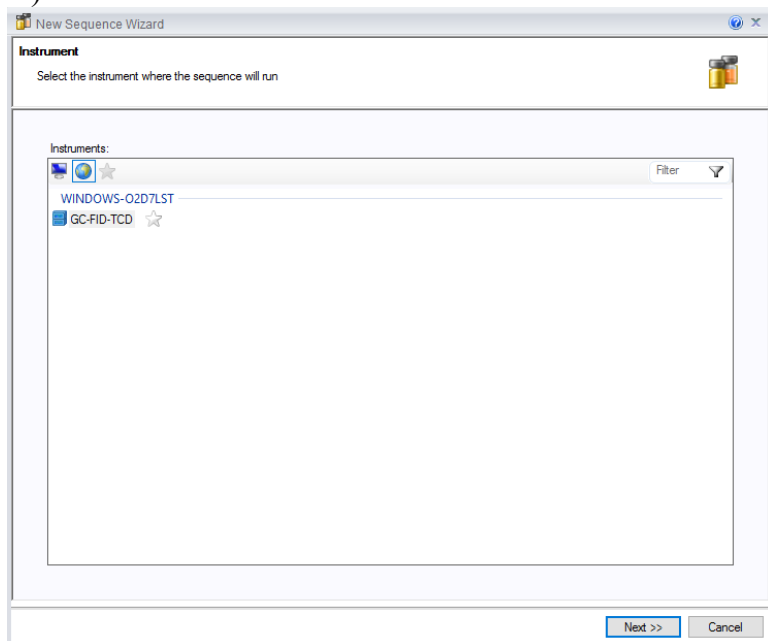 )
New Sequence Wizard
Instrument
Select the instrument where the sequence will run
Instruments:
Filter
WINDOWS-O2D7LST
GC-FID-TCD
Next >> Cancel